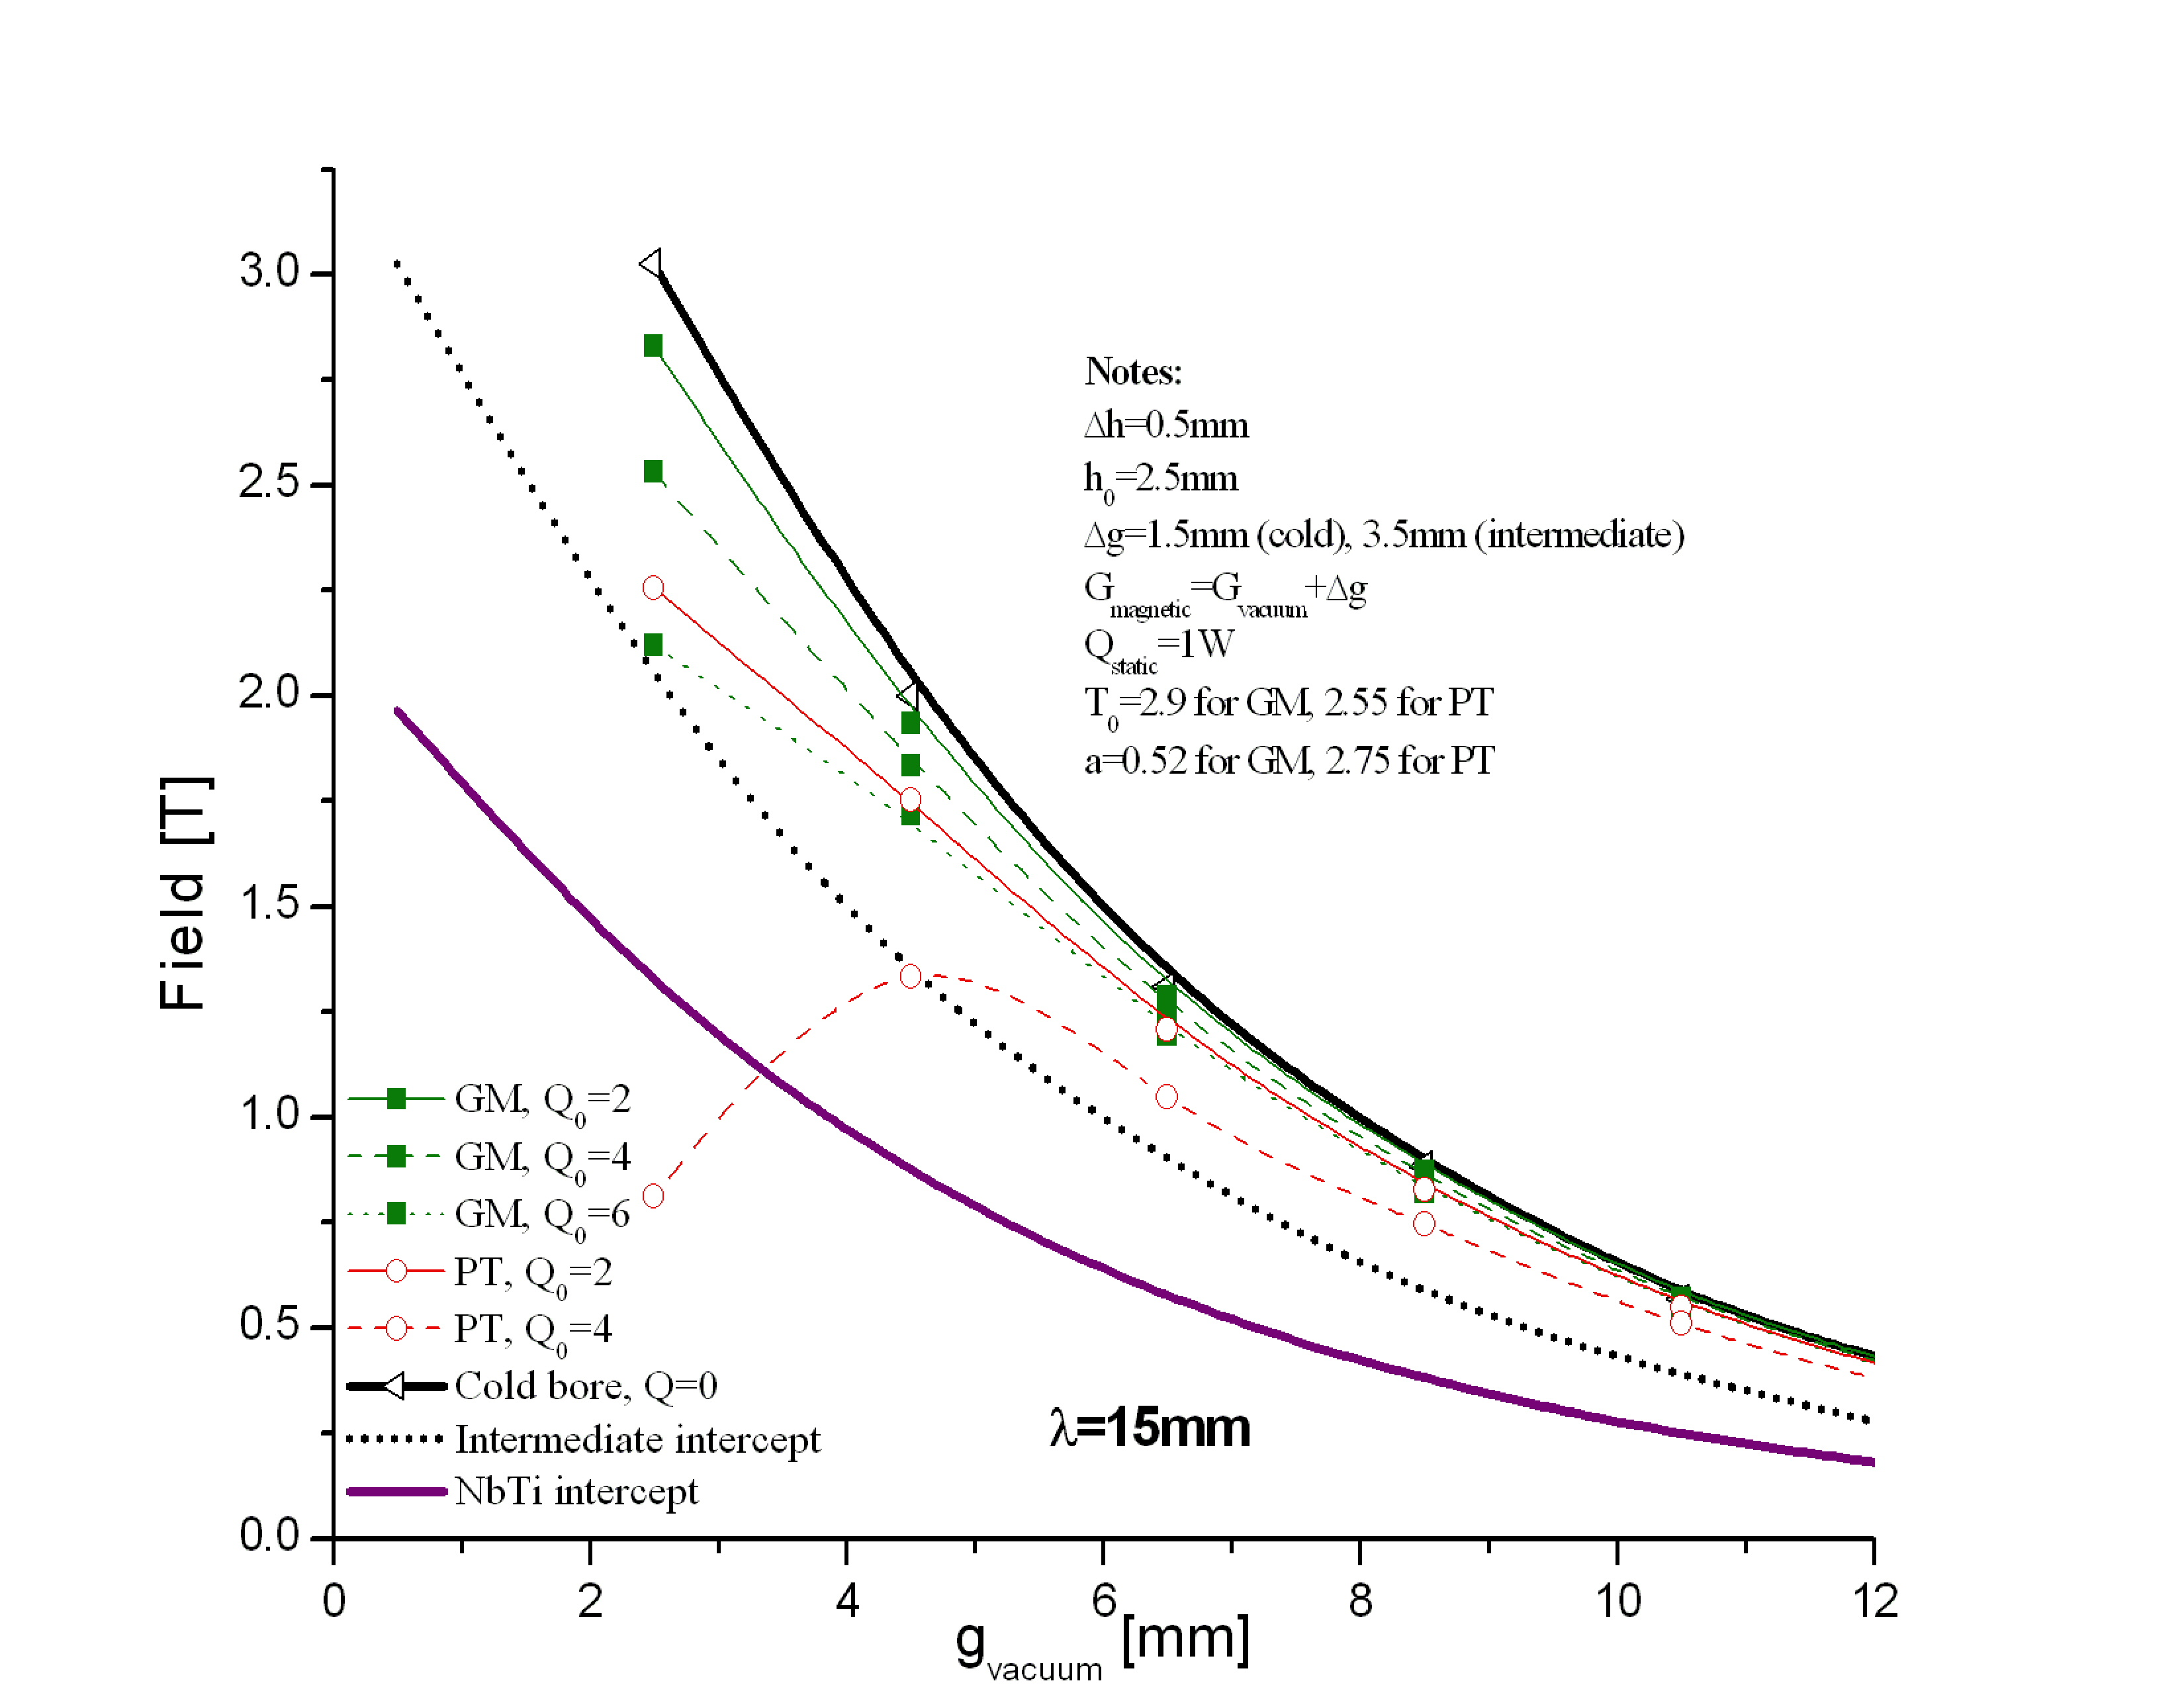 3.0
2.5
2.0
1.5
1.0
0.5
0.0
Field [T]
Notes:
Δh=0.5mm
h0=2.5mm
Δg=1.5mm (cold), 3.5mm (intermediate)
Gmagnetic=Gvacuum+Δg
Qstatic=1W
T0=2.9 for GM, 2.55 for PT
a=0.52 for GM, 2.75 for PT
GM, Q0=2
GM, Q0=4
GM, Q0=6
PT, Q0=2
PT, Q0=4
Cold bore, Q=0
Intermediate intercept
NbTi intercept
λ=15mm
0 2 4 6 8 10 12
gvacuum [mm]